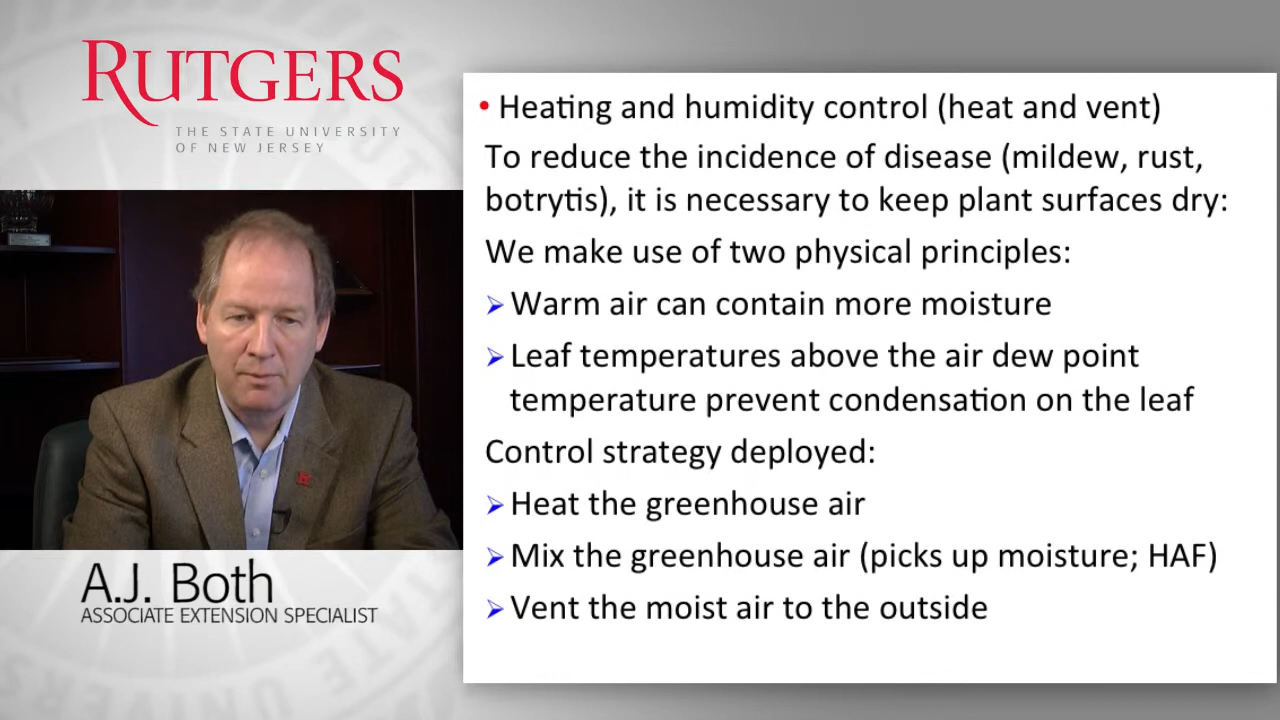 RUTGERS
THE STATE UNIVERSITY
OF NEW JERSEY
• Heating and humidity control (heat and vent)
To reduce the incidence of disease (mildew, rust,
botrytis), it is necessary to keep plant surfaces dry:
We make use of two physical principles:
➢ Warm air can contain more moisture
➢ Leaf temperatures above the air dew point
temperature prevent condensation on the leaf
Control strategy deployed:
➢ Heat the greenhouse air
➢ Mix the greenhouse air (picks up moisture; HAF)
➢ Vent the moist air to the outside
A.J. Both
ASSOCIATE EXTENSION SPECIALIST